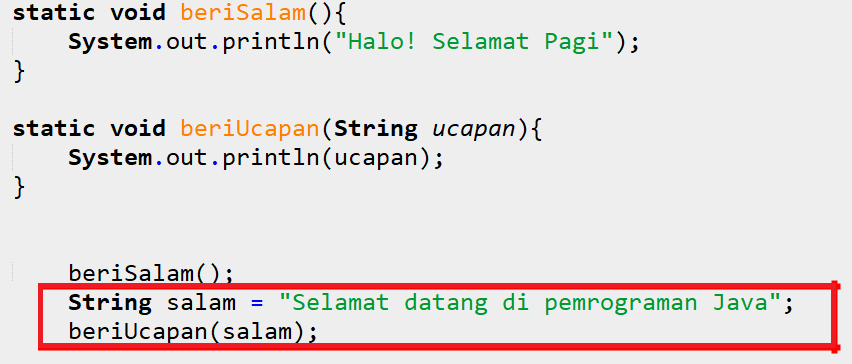 static void beriSalam(){
    System.out.println("Halo! Selamat Pagi");
}
static void beriUcapan(String ucapan){
    System.out.println(ucapan);
}
    beriSalam();
    String salam = "Selamat datang di pemrograman Java";
    beriUcapan(salam);